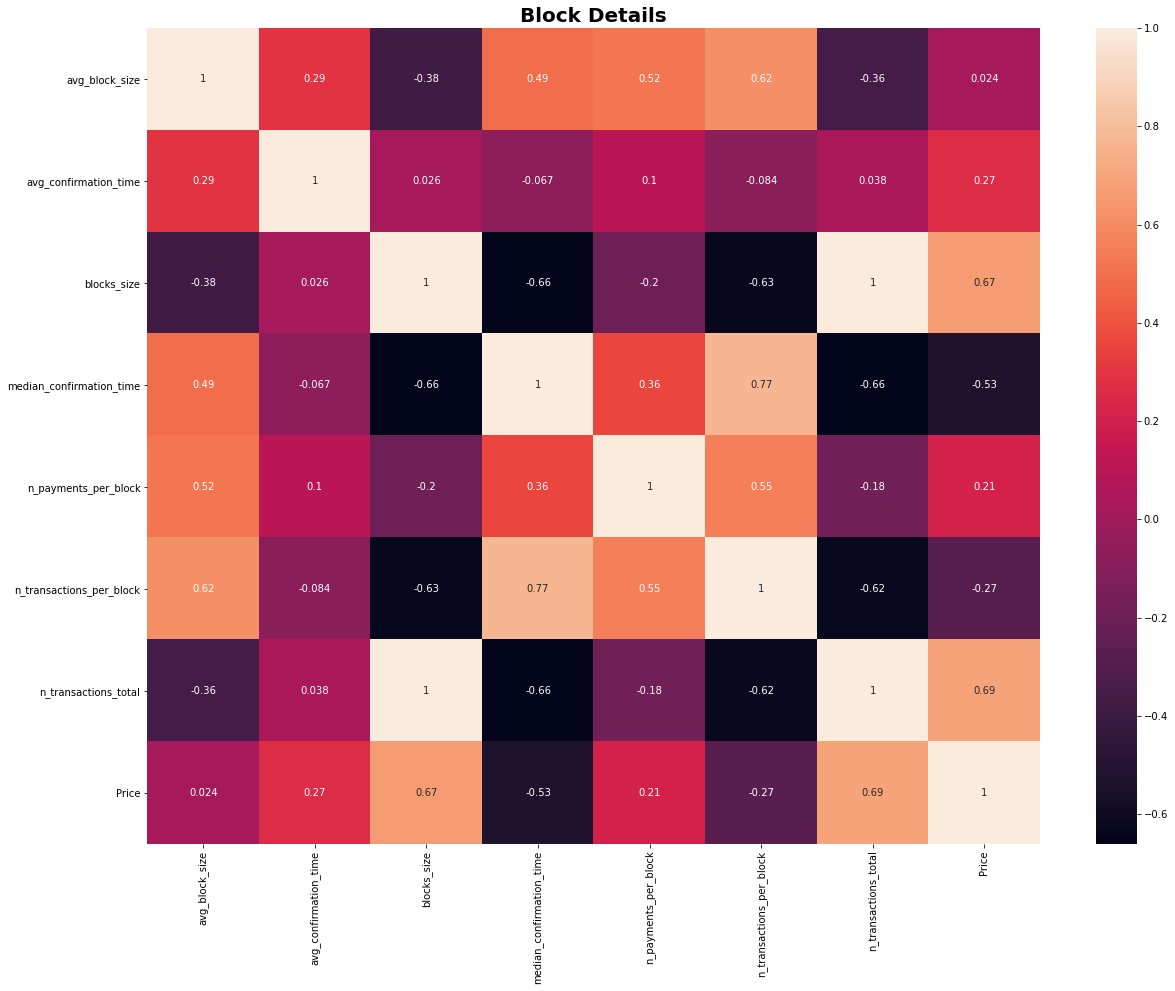 Block Details
avg_block_size 1 0.29 -0.38 0.49 0.52 0.62 -0.36 0.024
avg_confirmation_time 0.29 1 0.026 -0.067 0.1 -0.084 0.038 0.27
blocks_size -0.38 0.026 1 -0.66 -0.2 -0.63 1 0.67
median_confirmation_time 0.49 -0.067 -0.66 1 0.36 0.77 -0.66 -0.53
n_payments_per_block 0.52 0.1 -0.2 0.36 1 0.55 -0.18 0.21
n_transactions_per_block 0.62 -0.084 -0.63 0.77 0.55 1 -0.62 -0.27
n_transactions_total -0.36 0.038 1 -0.66 -0.18 -0.62 1 0.69
Price 0.024 0.27 0.67 -0.53 0.21 -0.27 0.69 1
avg_block_size
avg_confirmation_time
blocks_size
median_confirmation_time
n_payments_per_block
n_transactions_per_block
n_transactions_total
Price
1.0
0.8
0.6
0.4
0.2
0.0
−0.2
−0.4
−0.6